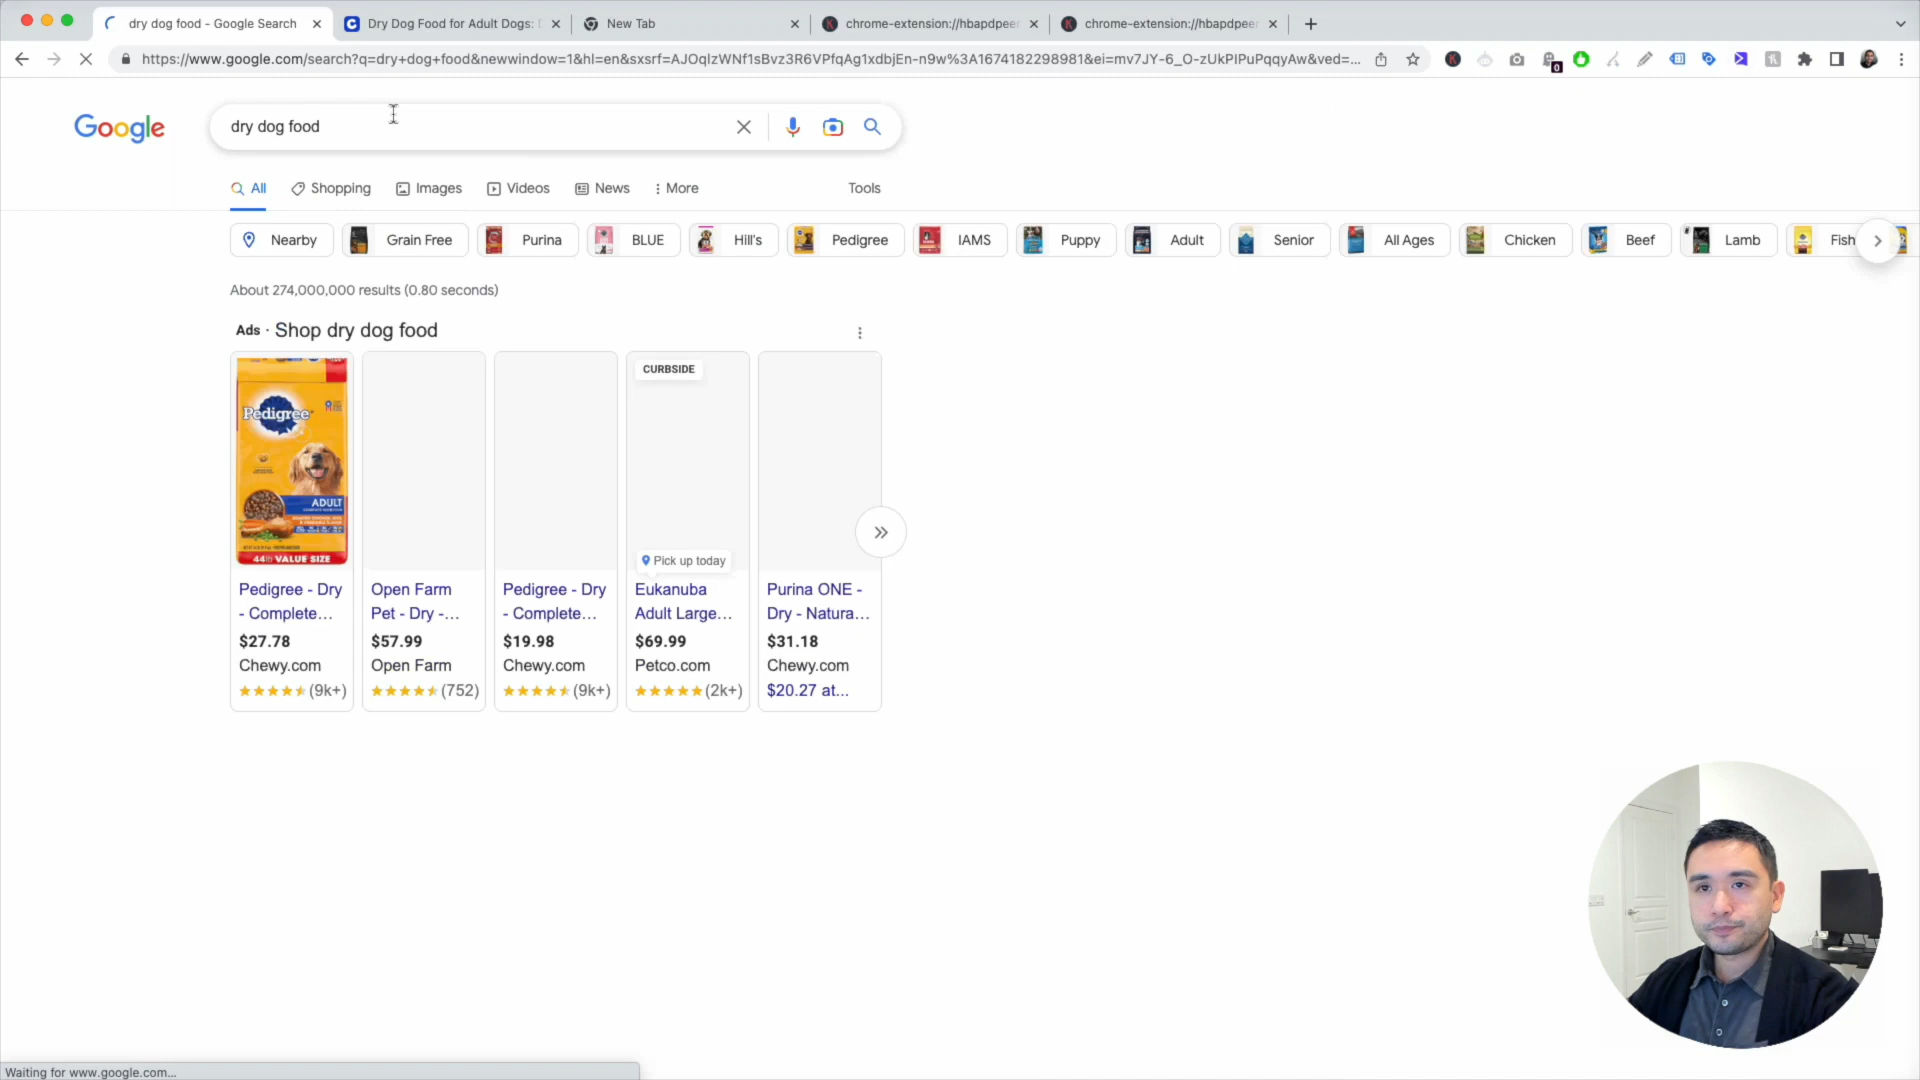 dry dog food - Google Search
Dry Dog Food for Adult Dogs:
New Tab
chrome-extension://hbapdpeer
chrome-extension://hbapdpeer
https://www.google.com/search?q=dry+dog+food&newwindow=1&hl=en&sxsrf=AJOqlzWNf1sBvz3R6VPfqAg1xdbjEn-n9w%3A1674182298981&ei=mv7JY-6_O-zUkPIPuPqqyAw&ved=...
0
Google
dry dog food
All
Shopping
Images
Videos
News
More
Tools
Nearby
Grain Free
Purina
BLUE
Hill's
Pedigree
IAMS
Puppy
Adult
Senior
All Ages
Chicken
Beef
Lamb
Fish
About 274,000,000 results (0.80 seconds)
Ads · Shop dry dog food
Pedigree
ADULT
44lb VALUE SIZE
CURBSIDE
Pick up today
Pedigree - Dry
- Complete...
$27.78
Chewy.com
(9k+)
Open Farm
Pet - Dry -...
$57.99
Open Farm
(752)
Pedigree - Dry
- Complete...
$19.98
Chewy.com
(9k+)
Eukanuba
Adult Large...
$69.99
Petco.com
(2k+)
Purina ONE -
Dry - Natura...
$31.18
Chewy.com
$20.27 at...
Waiting for www.google.com...